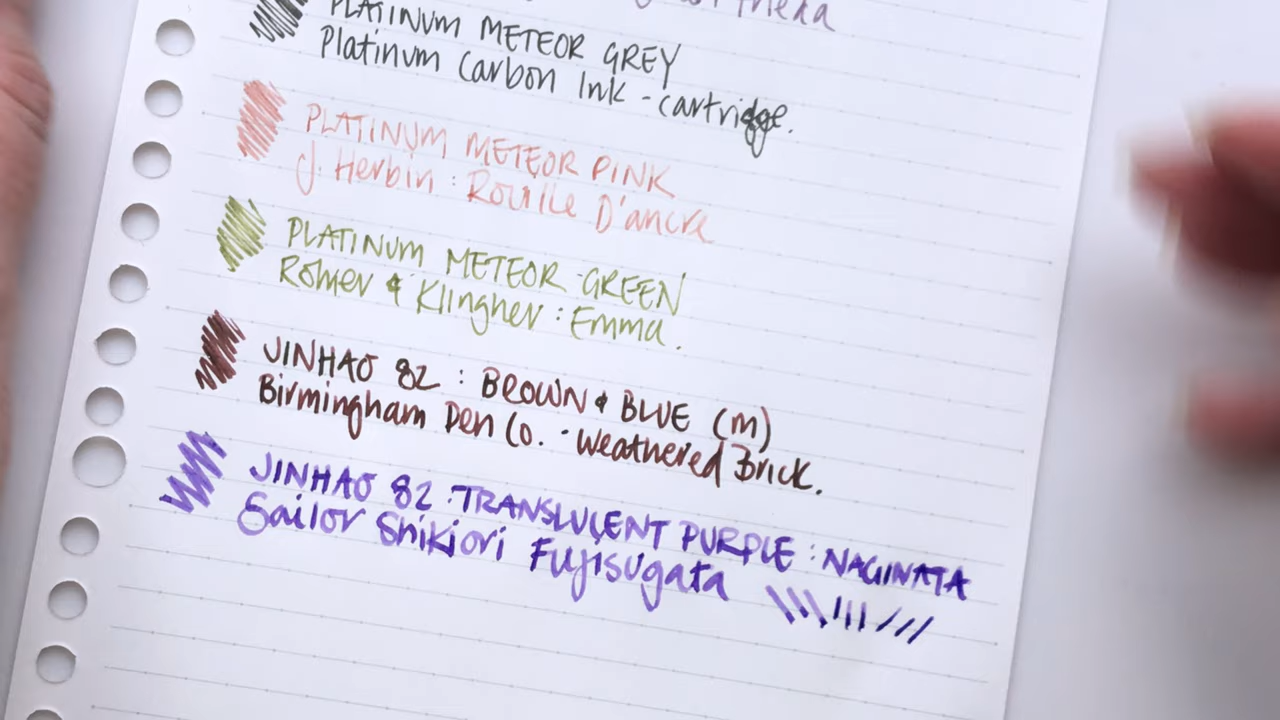 PLATINUM METEOR GREY
Platinum Carbon Ink - cartridge.
PLATINUM METEOR PINK
J. Herbin : Rouille D'ancre
PLATINUM METEOR GREEN
Rohrer & Klingner : Emma.
JINHAO 82 : BROWN & BLUE (M)
Birmingham Pen Co. - Weathered Brick.
JINHAO 82 : TRANSLUCENT PURPLE : NAGINATA
Sailor Shikiori Fujisugata